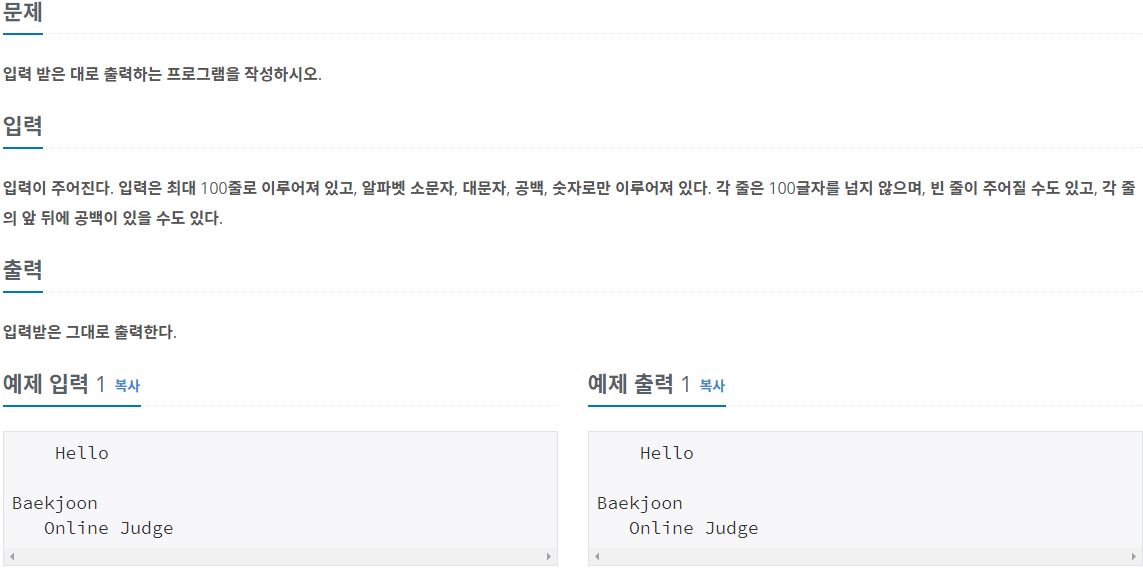 문제
입력 받은 대로 출력하는 프로그램을 작성하시오.
입력
입력이 주어진다. 입력은 최대 100줄로 이루어져 있고, 알파벳 소문자, 대문자, 공백, 숫자로만 이루어져 있다. 각 줄은 100글자를 넘지 않으며, 빈 줄이 주어질 수도 있고, 각 줄
의 앞 뒤에 공백이 있을 수도 있다.
출력
입력받은 그대로 출력한다.
예제 입력 1 복사
    Hello

Baekjoon
   Online Judge
예제 출력 1 복사
    Hello

Baekjoon
   Online Judge